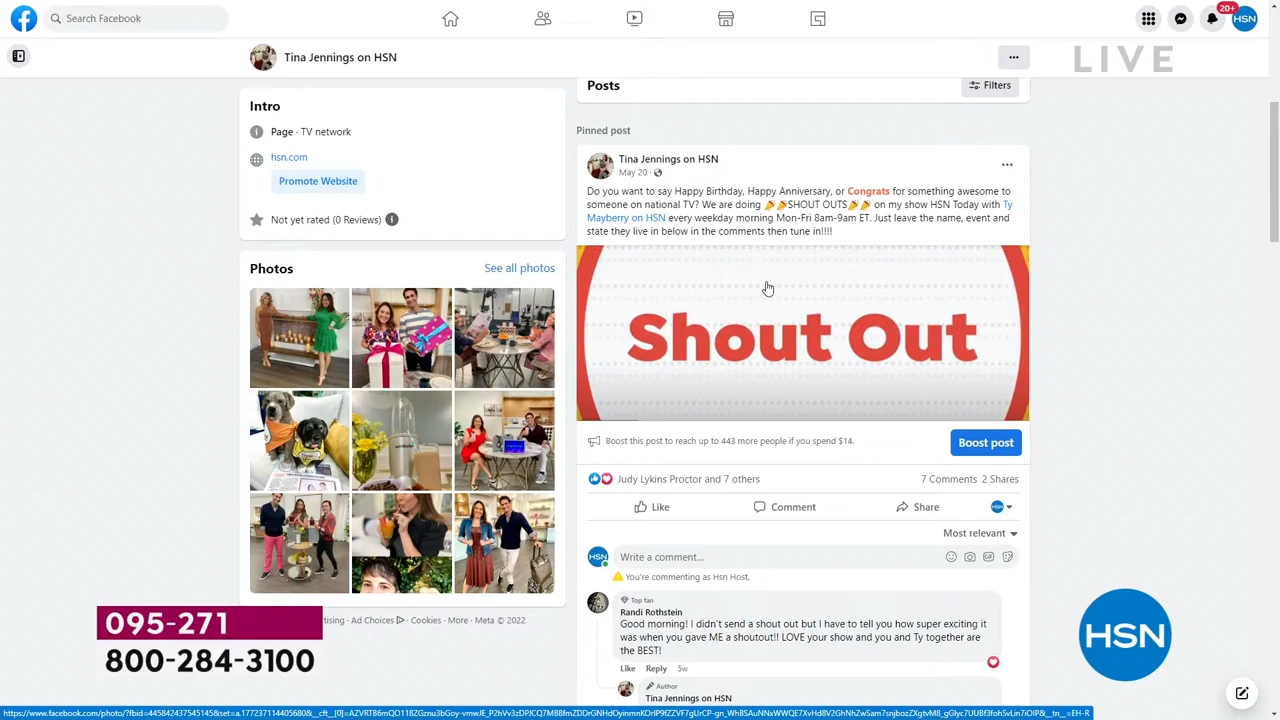 Search Facebook
20+
HSN
Tina Jennings on HSN
...
LIVE
Intro
Page · TV network
hsn.com
Promote Website
Not yet rated (0 Reviews)
Photos
See all photos
Posts
Filters
Pinned post
Tina Jennings on HSN
May 20 ·
Do you want to say Happy Birthday, Happy Anniversary, or Congrats for something awesome to
someone on national TV? We are doing 🎉🎉SHOUT OUTS🎉🎉 on my show HSN Today with Ty
Mayberry on HSN every weekday morning Mon-Fri 8am-9am ET. Just leave the name, event and
state they live in below in the comments then tune in!!!!
Shout Out
Boost this post to reach up to 443 more people if you spend $14.
Boost post
Judy Lykins Proctor and 7 others
7 Comments 2 Shares
Like
Comment
Share
Most relevant
HSN
Write a comment...
You're commenting as Hsn Host.
Top fan
Randi Rothstein
Good morning! I didn't send a shout out but I have to tell you how super exciting it
was when you gave ME a shoutout!! LOVE your show and you and Ty together are
the BEST!
Like Reply 5w
Author
Tina Jennings on HSN
Ad Choices · Cookies · More · Meta © 2022
095-271
800-284-3100
HSN